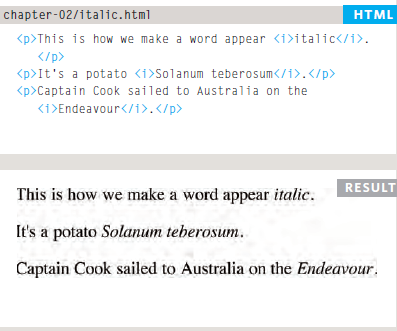 chapter-02/italic.html HTML
<p>This is how we make a word appear <i>italic</i>.
</p>
<p>It's a potato <i>Solanum teberosum</i>.</p>
<p>Captain Cook sailed to Australia on the
<i>Endeavour</i>.</p>
RESULT
This is how we make a word appear italic.
It's a potato Solanum teberosum.
Captain Cook sailed to Australia on the Endeavour.